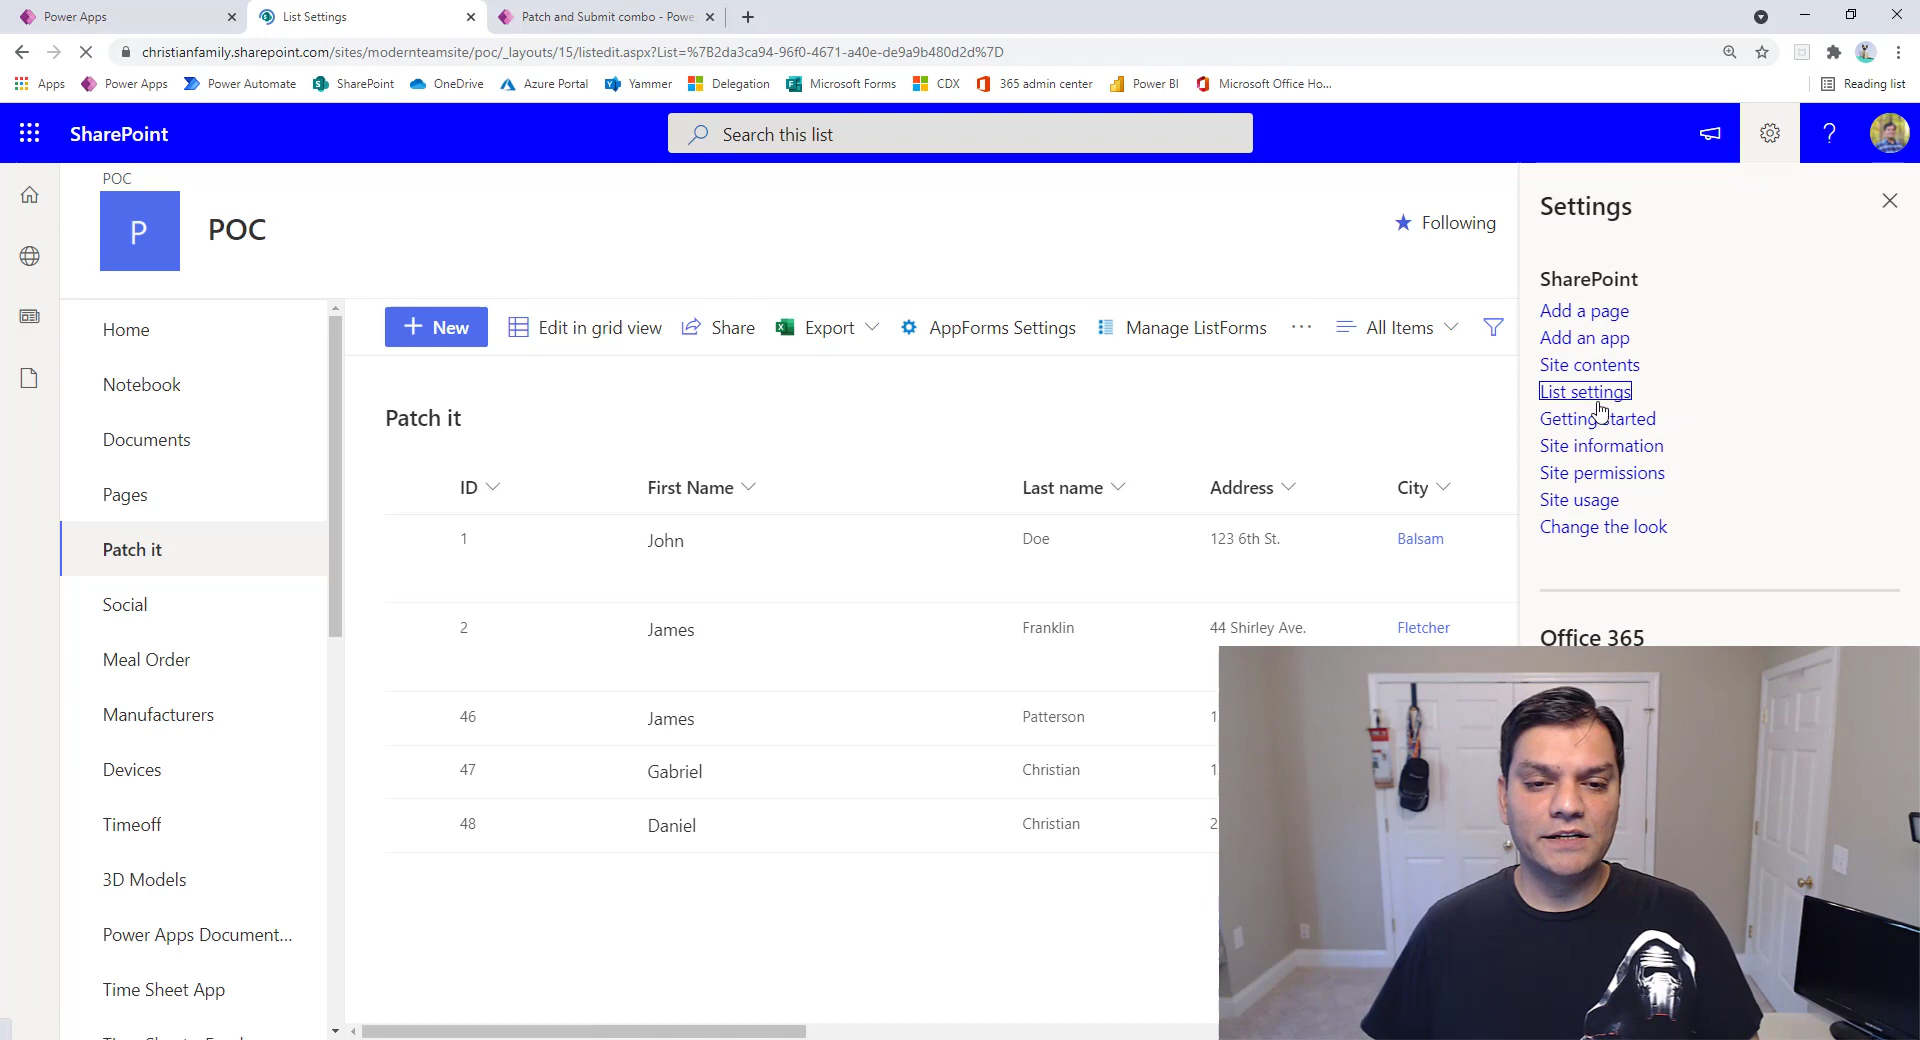 Power Apps
List Settings
Patch and Submit combo - Powe
christianfamily.sharepoint.com/sites/modernteamsite/poc/_layouts/15/listedit.aspx?List=%7B2da3ca94-96f0-4671-a40e-de9a9b480d2d%7D
Apps Power Apps Power Automate SharePoint OneDrive Azure Portal Yammer Delegation Microsoft Forms CDX 365 admin center Power BI Microsoft Office Ho... Reading list
SharePoint
Search this list
?
POC
P
POC
Following
Home
Notebook
Documents
Pages
Patch it
Social
Meal Order
Manufacturers
Devices
Timeoff
3D Models
Power Apps Document...
Time Sheet App
+ New Edit in grid view Share Export AppForms Settings Manage ListForms ... All Items
Patch it
ID First Name Last name Address City
1 John Doe 123 6th St. Balsam
2 James Franklin 44 Shirley Ave. Fletcher
46 James Patterson 1
47 Gabriel Christian 1
48 Daniel Christian 2
Settings
SharePoint
Add a page
Add an app
Site contents
List settings
Getting started
Site information
Site permissions
Site usage
Change the look
Office 365